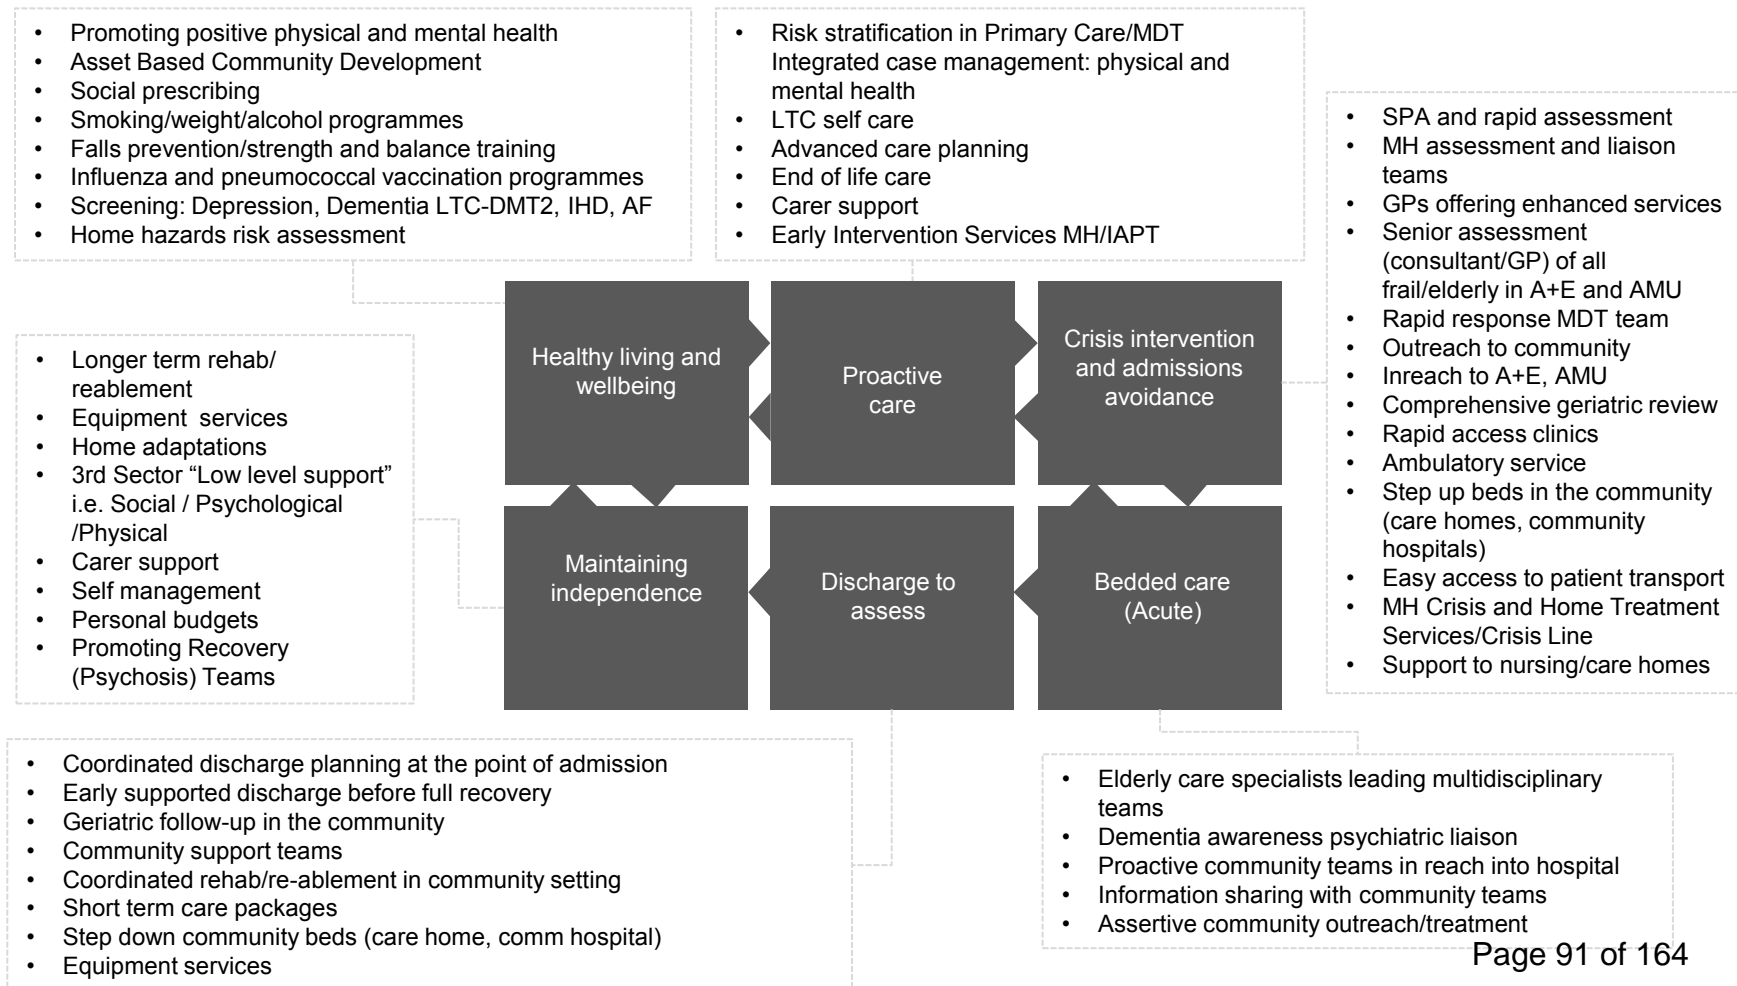 • Promoting positive physical and mental health
• Asset Based Community Development
• Social prescribing
• Smoking/weight/alcohol programmes
• Falls prevention/strength and balance training
• Influenza and pneumococcal vaccination programmes
• Screening: Depression, Dementia LTC-DMT2, IHD, AF
• Home hazards risk assessment
• Risk stratification in Primary Care/MDT
Integrated case management: physical and
mental health
• LTC self care
• Advanced care planning
• End of life care
• Carer support
• Early Intervention Services MH/IAPT
• SPA and rapid assessment
• MH assessment and liaison
teams
• GPs offering enhanced services
• Senior assessment
(consultant/GP) of all
frail/elderly in A+E and AMU
• Rapid response MDT team
• Outreach to community
• Inreach to A+E, AMU
• Comprehensive geriatric review
• Rapid access clinics
• Ambulatory service
• Step up beds in the community
(care homes, community
hospitals)
• Easy access to patient transport
• MH Crisis and Home Treatment
Services/Crisis Line
• Support to nursing/care homes
Healthy living and
wellbeing
Proactive
care
Crisis intervention
and admissions
avoidance
• Longer term rehab/
reablement
• Equipment services
• Home adaptations
• 3rd Sector “Low level support”
i.e. Social / Psychological
/Physical
• Carer support
• Self management
• Personal budgets
• Promoting Recovery
(Psychosis) Teams
Maintaining
independence
Discharge to
assess
Bedded care
(Acute)
• Coordinated discharge planning at the point of admission
• Early supported discharge before full recovery
• Geriatric follow-up in the community
• Community support teams
• Coordinated rehab/re-ablement in community setting
• Short term care packages
• Step down community beds (care home, comm hospital)
• Equipment services
• Elderly care specialists leading multidisciplinary
teams
• Dementia awareness psychiatric liaison
• Proactive community teams in reach into hospital
• Information sharing with community teams
• Assertive community outreach/treatment
Page 91 of 164